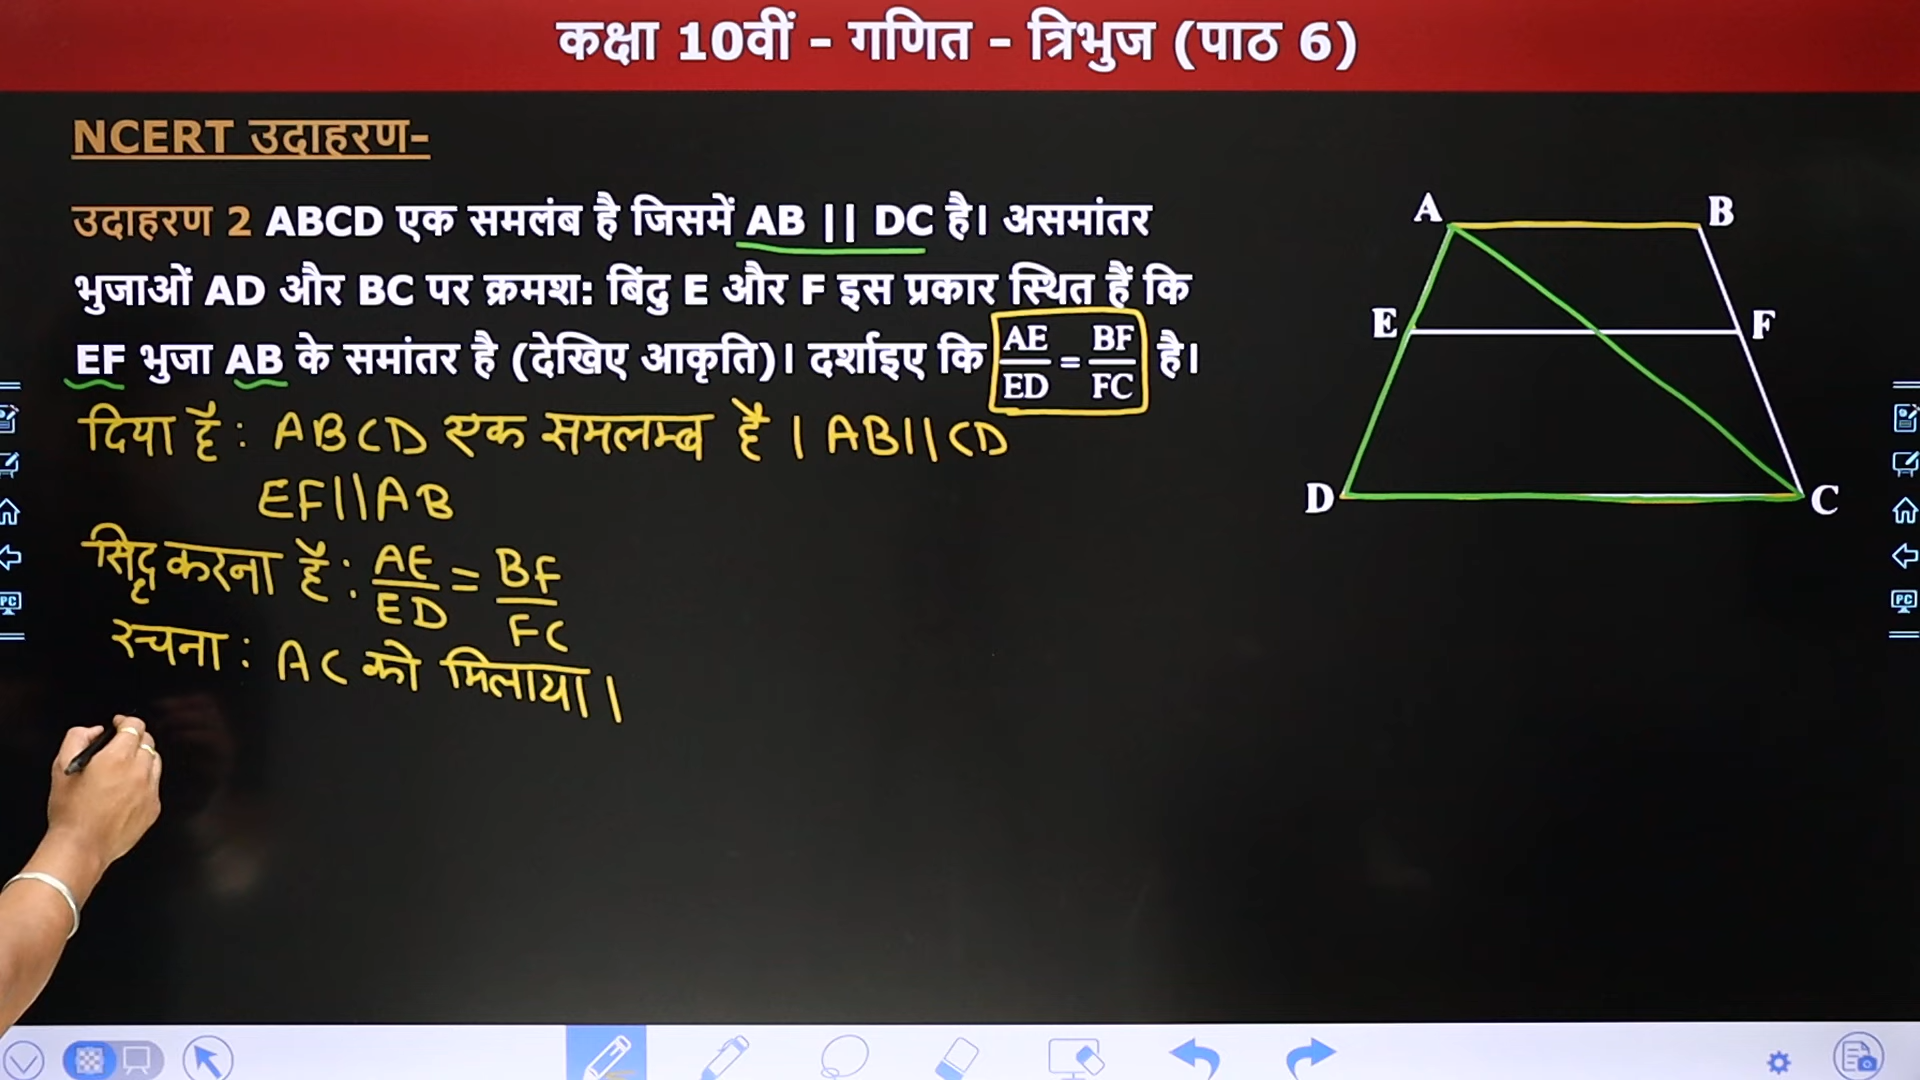 कक्षा 10वीं - गणित - त्रिभुज (पाठ 6)
NCERT उदाहरण-
उदाहरण 2 ABCD एक समलंब है जिसमें AB || DC है। असमांतर
भुजाओं AD और BC पर क्रमश: बिंदु E और F इस प्रकार स्थित हैं कि
EF भुजा AB के समांतर है (देखिए आकृति)। दर्शाइए कि AE/ED = BF/FC है।
दिया है : ABCD एक समलम्ब है । AB||CD
EF||AB
सिद्ध करना है : AE/ED = BF/FC
रचना : AC को मिलाया ।
A B
E F
D C
PC PC